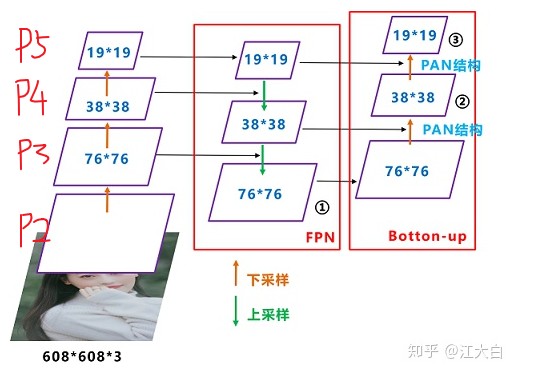 P5
P4
P3
P2
19*19
38*38
76*76
608*608*3
19*19
38*38
76*76
①
FPN
19*19
③
PAN结构
38*38
②
PAN结构
76*76
Botton-up
下采样
上采样
知乎 @江大白